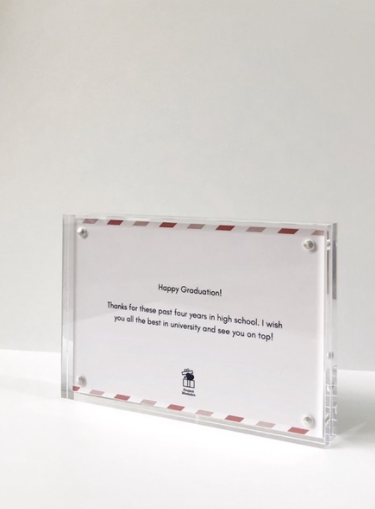 Happy Graduation!
Thanks for these past four years in high school. I wish
you all the best in university and see you on top!